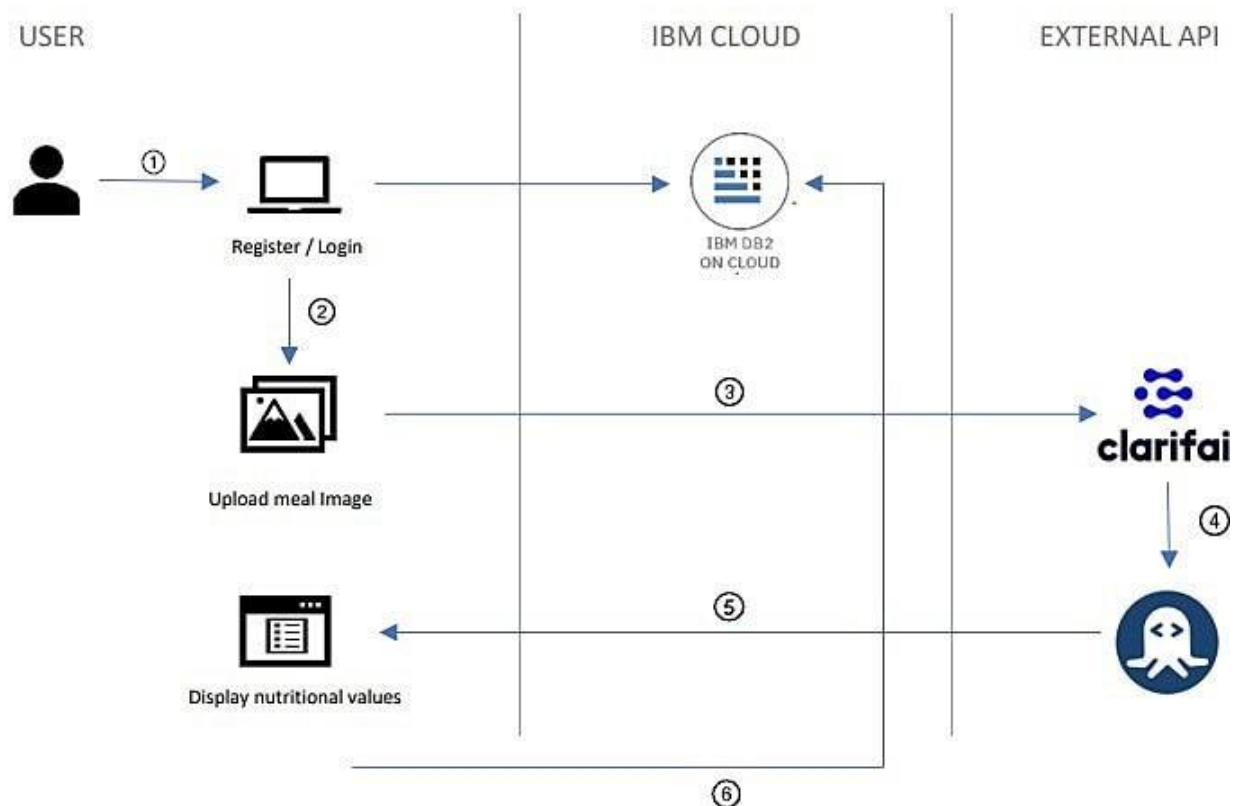 USER
IBM CLOUD
EXTERNAL API
1
Register / Login
IBM DB2
ON CLOUD
2
3
clarifai
Upload meal Image
4
5
< >
Display nutritional values
6